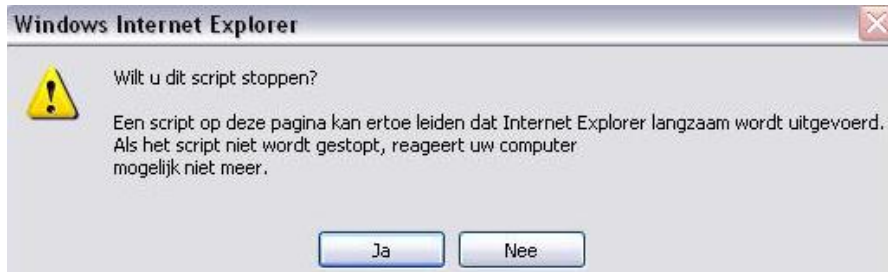 Windows Internet Explorer
Wilt u dit script stoppen?
Een script op deze pagina kan ertoe leiden dat Internet Explorer langzaam wordt uitgevoerd.
Als het script niet wordt gestopt, reageert uw computer
mogelijk niet meer.
Ja
Nee